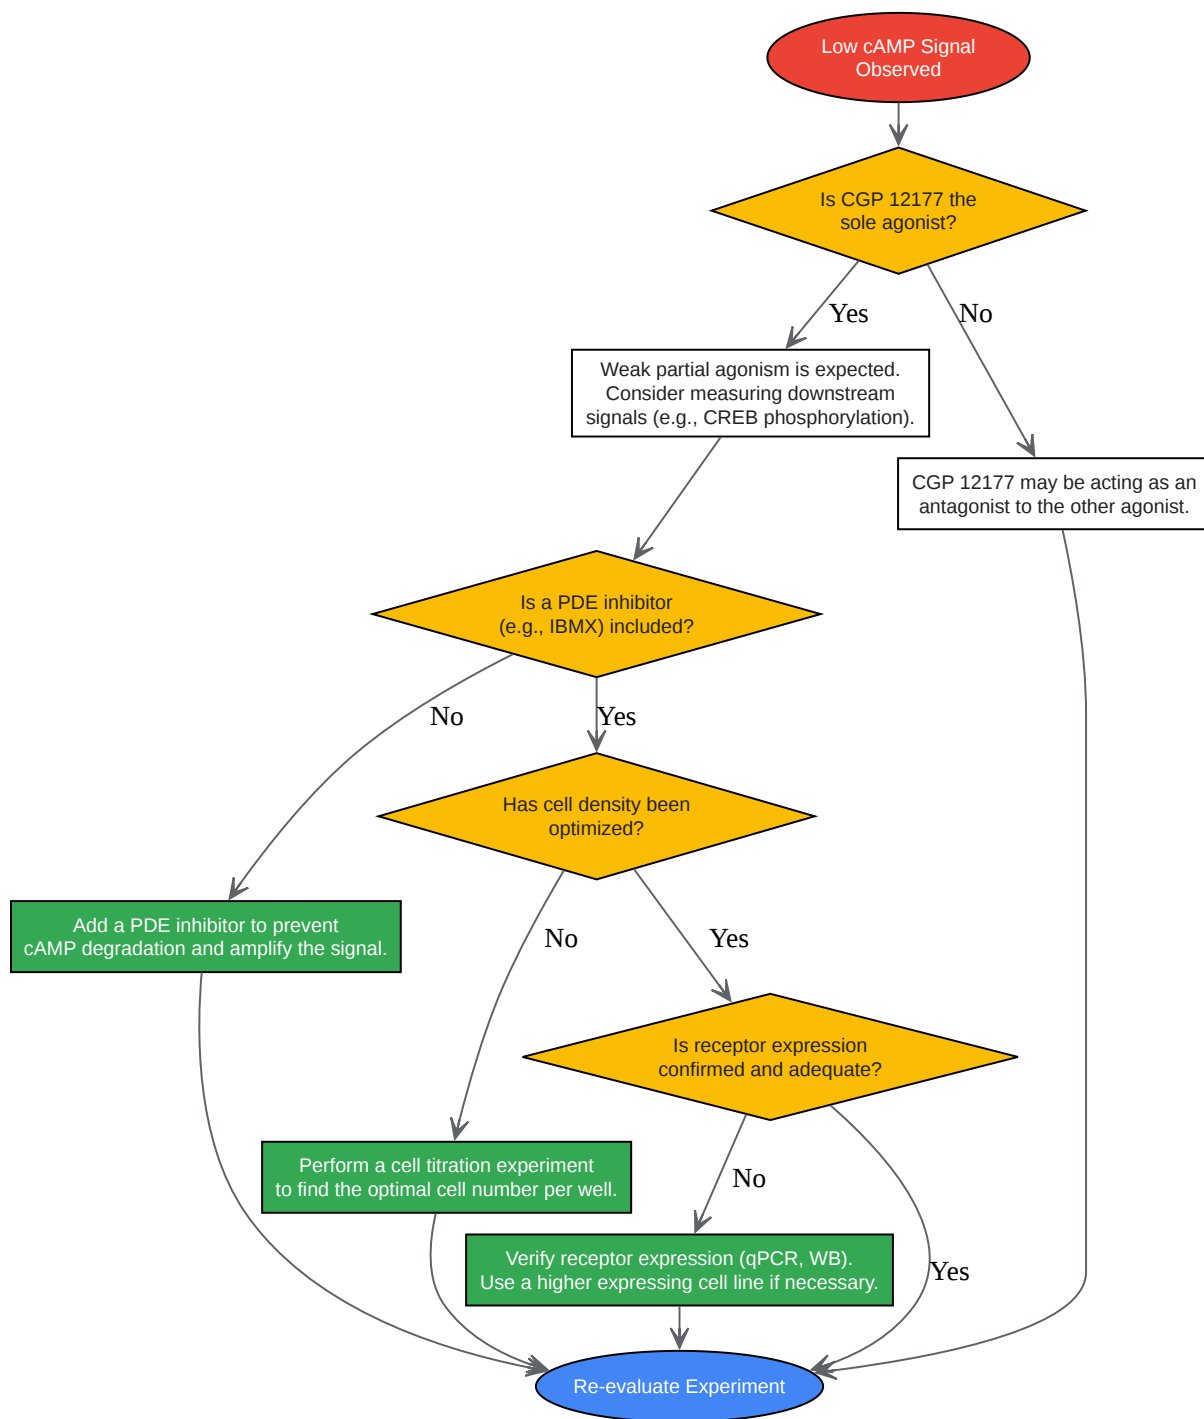 Low cAMP Signal
Observed
Is CGP 12177 the
sole agonist?
Yes
No
Weak partial agonism is expected.
Consider measuring downstream
signals (e.g., CREB phosphorylation).
CGP 12177 may be acting as an
antagonist to the other agonist.
Is a PDE inhibitor
(e.g., IBMX) included?
No
Yes
Has cell density been
optimized?
Add a PDE inhibitor to prevent
cAMP degradation and amplify the signal.
No
Yes
Is receptor expression
confirmed and adequate?
Perform a cell titration experiment
to find the optimal cell number per well.
No
Verify receptor expression (qPCR, WB).
Use a higher expressing cell line if necessary.
Yes
Re-evaluate Experiment